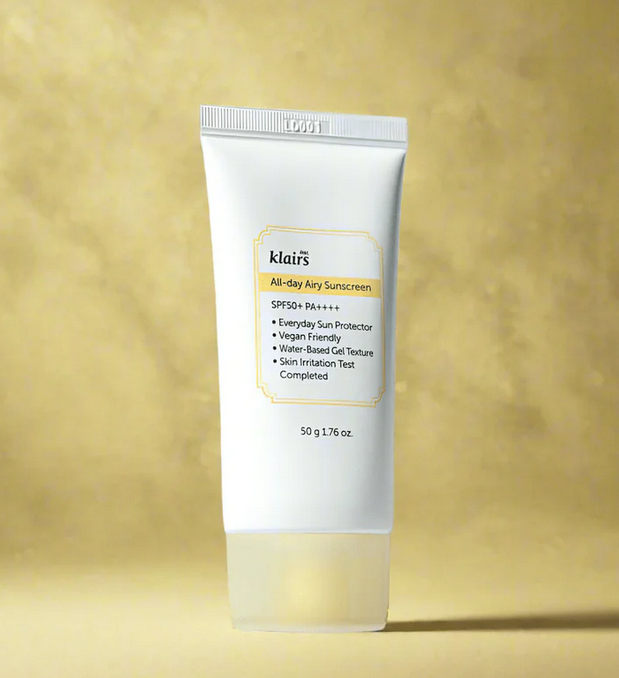 LD001
klairs
All-day Airy Sunscreen
SPF50+ PA++++
• Everyday Sun Protector
• Vegan Friendly
• Water-Based Gel Texture
• Skin Irritation Test
Completed
50 g 1.76 oz.